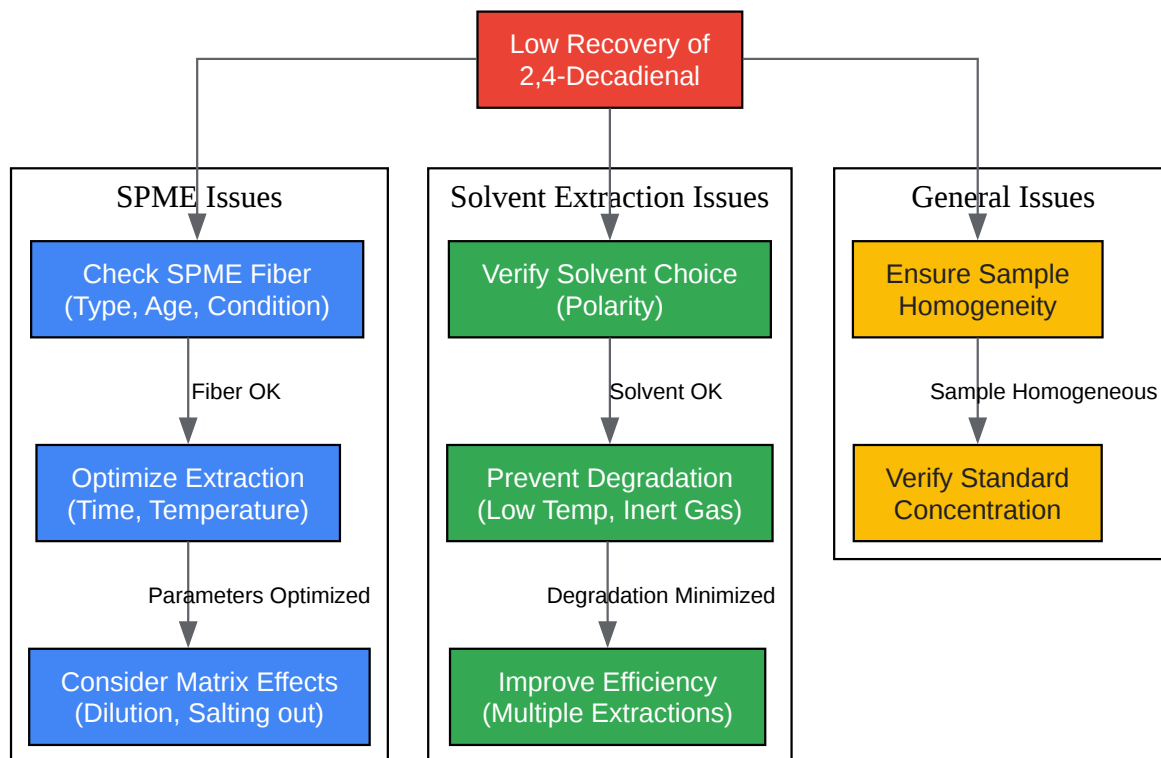 Low Recovery of
2,4-Decadienal
SPME Issues
Check SPME Fiber
(Type, Age, Condition)
Fiber OK
Optimize Extraction
(Time, Temperature)
Parameters Optimized
Consider Matrix Effects
(Dilution, Salting out)
Solvent Extraction Issues
Verify Solvent Choice
(Polarity)
Solvent OK
Prevent Degradation
(Low Temp, Inert Gas)
Degradation Minimized
Improve Efficiency
(Multiple Extractions)
General Issues
Ensure Sample
Homogeneity
Sample Homogeneous
Verify Standard
Concentration